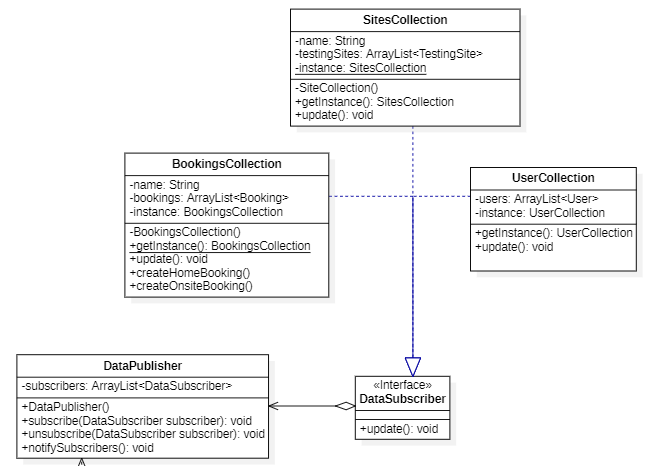 SitesCollection
-name: String
-testingSites: ArrayList<TestingSite>
-instance: SitesCollection
-SiteCollection()
+getInstance(): SitesCollection
+update(): void
BookingsCollection
-name: String
-bookings: ArrayList<Booking>
-instance: BookingsCollection
-BookingsCollection()
+getInstance(): BookingsCollection
+update(): void
+createHomeBooking()
+createOnsiteBooking()
UserCollection
-users: ArrayList<User>
-instance: UserCollection
+getInstance(): UserCollection
+update(): void
DataPublisher
-subscribers: ArrayList<DataSubscriber>
+DataPublisher()
+subscribe(DataSubscriber subscriber): void
+unsubscribe(DataSubscriber subscriber): void
+notifySubscribers(): void
«Interface»
DataSubscriber
+update(): void